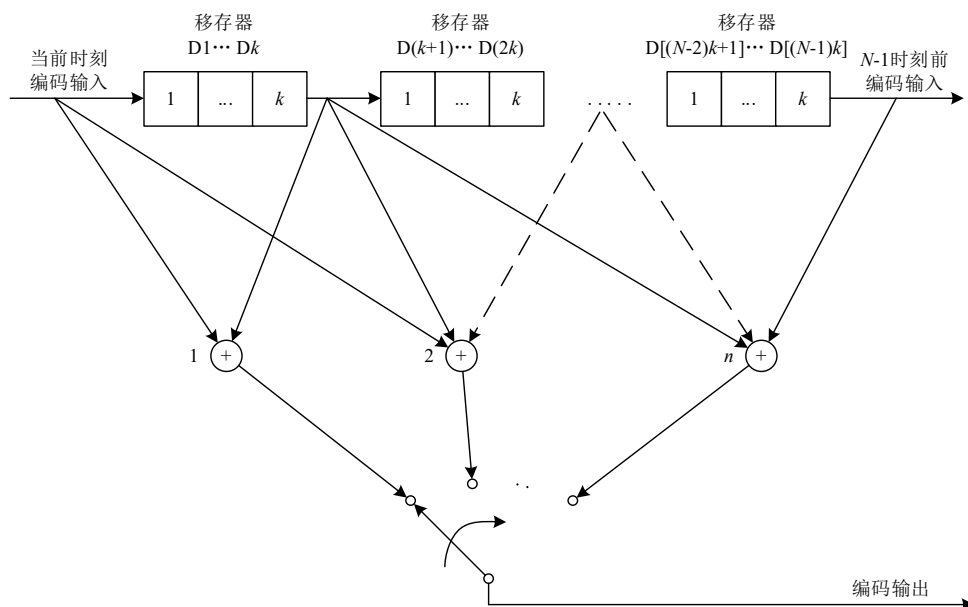 移存器
D1··· Dk
移存器
D(k+1)··· D(2k)
移存器
D[(N-2)k+1]··· D[(N-1)k]
当前时刻
编码输入
N-1时刻前
编码输入
1 ... k
1 ... k
.....
1 ... k
1 +
2 +
n +
..
编码输出